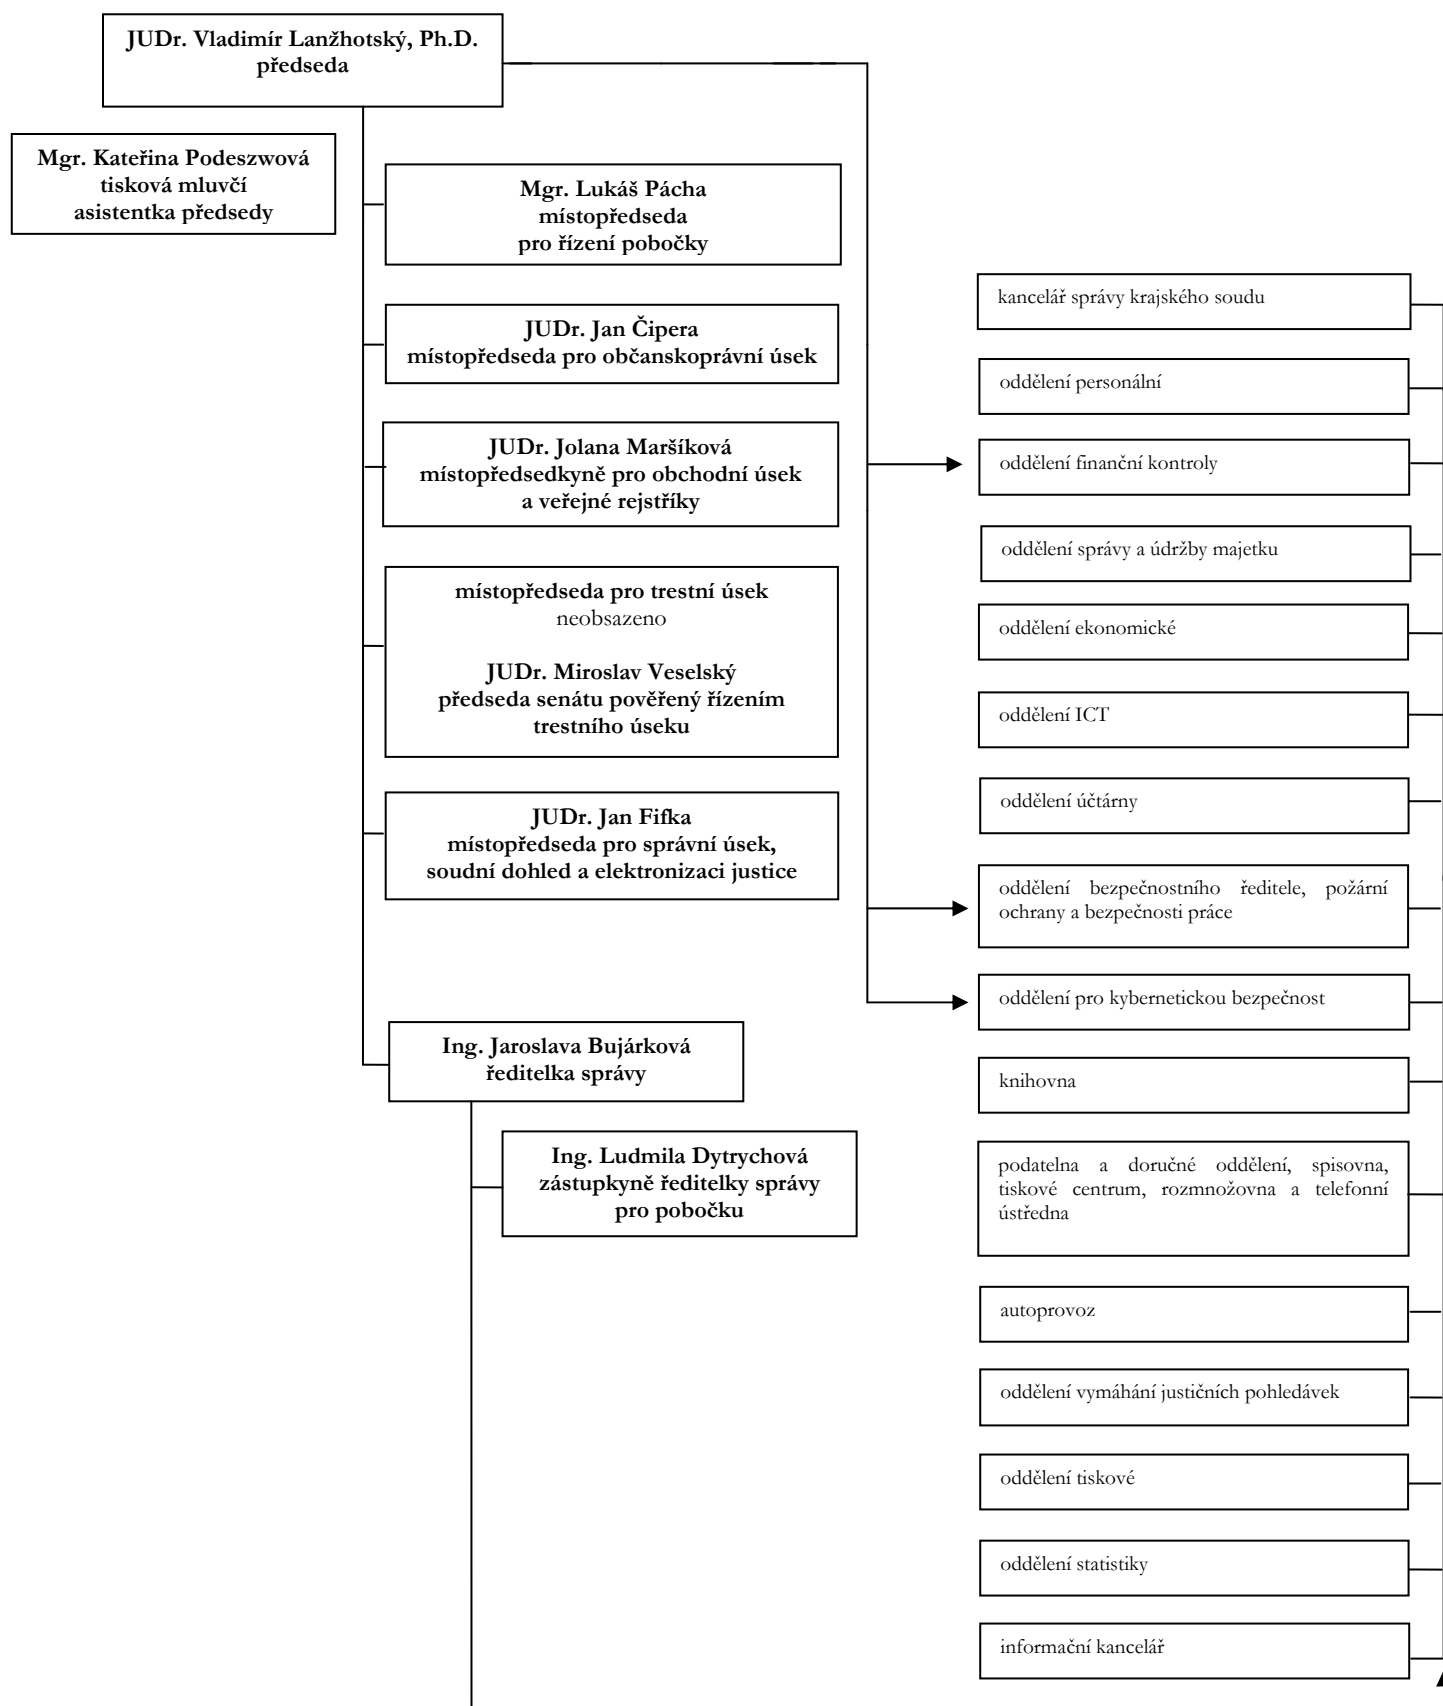 JUDr. Vladimír Lanžhotský, Ph.D.
předseda
Mgr. Kateřina Podeszwová
tisková mluvčí
asistentka předsedy
Mgr. Lukáš Pácha
místopředseda
pro řízení pobočky
JUDr. Jan Čipera
místopředseda pro občanskoprávní úsek
JUDr. Jolana Maršíková
místopředsedkyně pro obchodní úsek
a veřejné rejstříky
místopředseda pro trestní úsek
neobsazeno
JUDr. Miroslav Veselský
předseda senátu pověřený řízením
trestního úseku
JUDr. Jan Fifka
místopředseda pro správní úsek,
soudní dohled a elektronizaci justice
Ing. Jaroslava Bujárková
ředitelka správy
Ing. Ludmila Dytrychová
zástupkyně ředitelky správy
pro pobočku
kancelář správy krajského soudu
oddělení personální
oddělení finanční kontroly
oddělení správy a údržby majetku
oddělení ekonomické
oddělení ICT
oddělení účtárny
oddělení bezpečnostního ředitele, požární
ochrany a bezpečnosti práce
oddělení pro kybernetickou bezpečnost
knihovna
podatelna a doručné oddělení, spisovna,
tiskové centrum, rozmnožovna a telefonní
ústředna
autoprovoz
oddělení vymáhání justičních pohledávek
oddělení tiskové
oddělení statistiky
informační kancelář